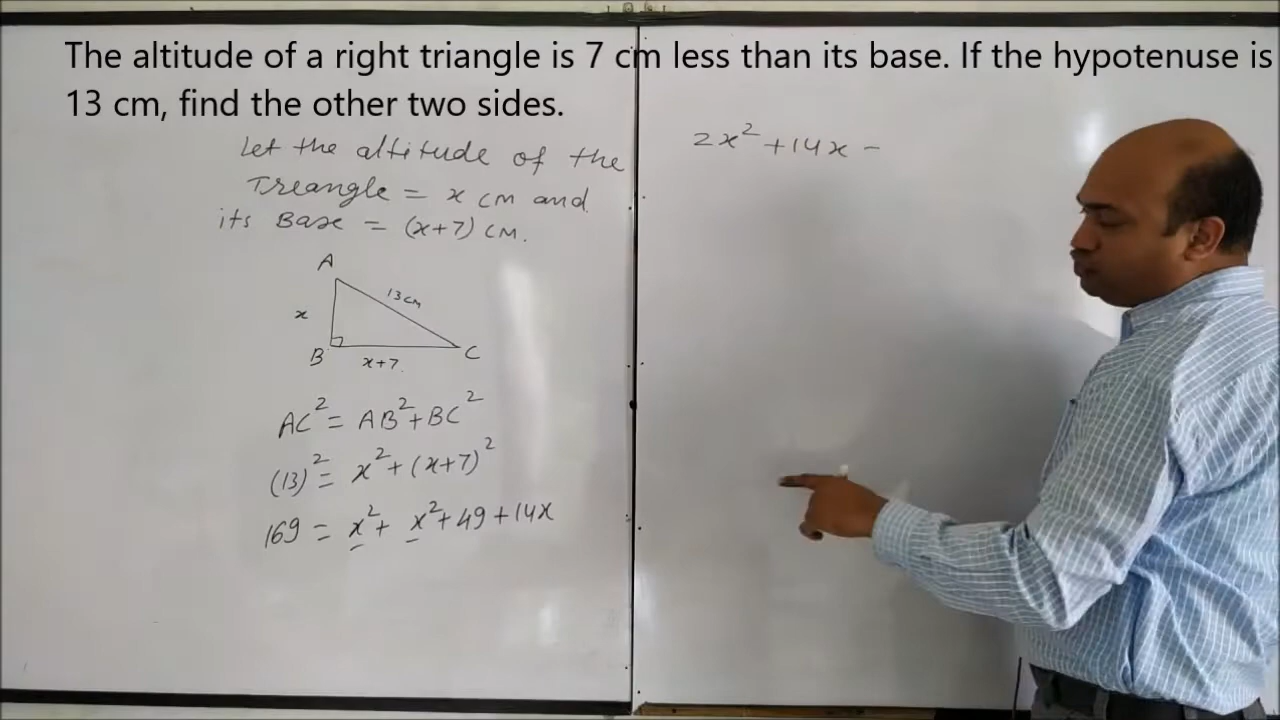 The altitude of a right triangle is 7 cm less than its base. If the hypotenuse is
13 cm, find the other two sides.
Let the altitude of the
Treangle = x cm and
its Base = (x+7) cm.
A
13 cm
x
B
C
x+7
AC² = AB² + BC²
(13)² = x² + (x+7)²
169 = x² + x² + 49 + 14x
2x² + 14x -